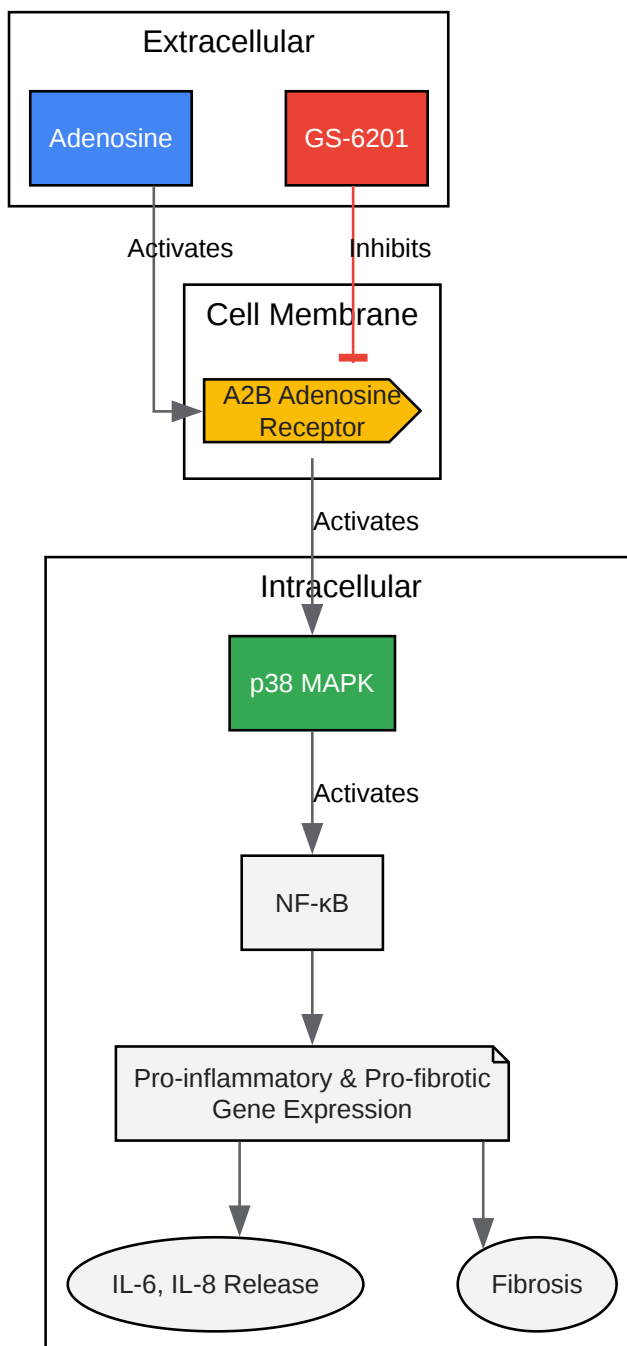 Extracellular
Adenosine
GS-6201
Activates
Inhibits
Cell Membrane
A2B Adenosine
Receptor
Activates
Intracellular
p38 MAPK
Activates
NF-κB
Pro-inflammatory & Pro-fibrotic
Gene Expression
IL-6, IL-8 Release
Fibrosis